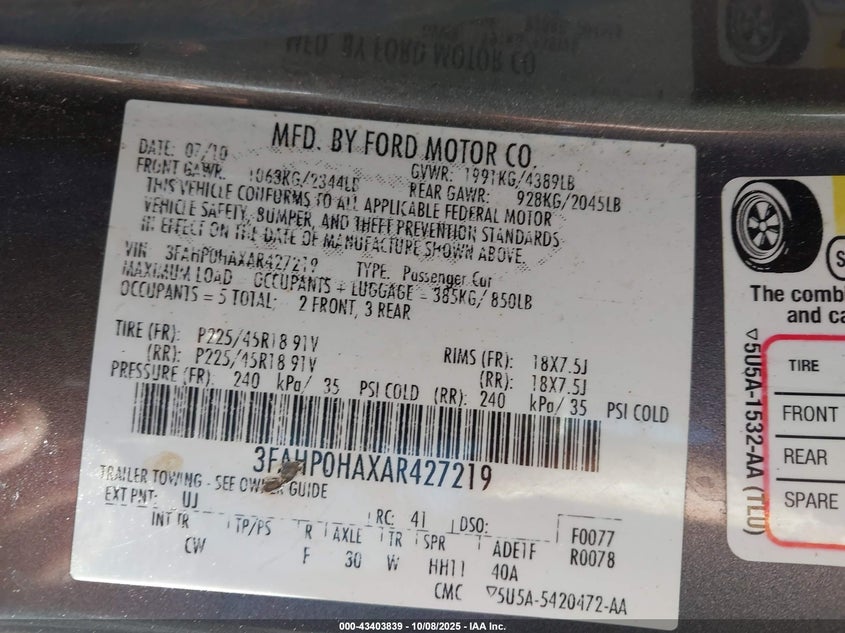 MFD. BY FORD MOTOR CO.
DATE: 07/10
GVWR: 1991KG/4389LB
FRONT GAWR: 1063KG/2344LB
REAR GAWR: 928KG/2045LB
THIS VEHICLE CONFORMS TO ALL APPLICABLE FEDERAL MOTOR
VEHICLE SAFETY, BUMPER, AND THEFT PREVENTION STANDARDS
IN EFFECT ON THE DATE OF MANUFACTURE SHOWN ABOVE.
VIN 3FAHP0HAXAR427219 TYPE: Passenger Car
MAXIMUM LOAD = OCCUPANTS + LUGGAGE = 385KG/ 850LB
OCCUPANTS = 5 TOTAL: 2 FRONT, 3 REAR
TIRE (FR): P225/45R18 91V RIMS (FR): 18X7.5J
(RR): P225/45R18 91V (RR): 18X7.5J
PRESSURE (FR): 240 kPa/ 35 PSI COLD (RR): 240 kPa/ 35 PSI COLD
3FAHP0HAXAR427219
TRAILER TOWING - SEE OWNER GUIDE
EXT PNT: UJ RC: 41 DSO: F0077
INT TR TP/PS R AXLE TR SPR ADE1F R0078
CW F 30 W HH11 40A
CMC ▽5U5A-5420472-AA
The comb
and ca
▽5U5A-1532-AA (TLU)
TIRE
FRONT
REAR
SPARE
MFD. BY FORD MOTOR CO.
000-43403839 - 10/08/2025 - IAA Inc.